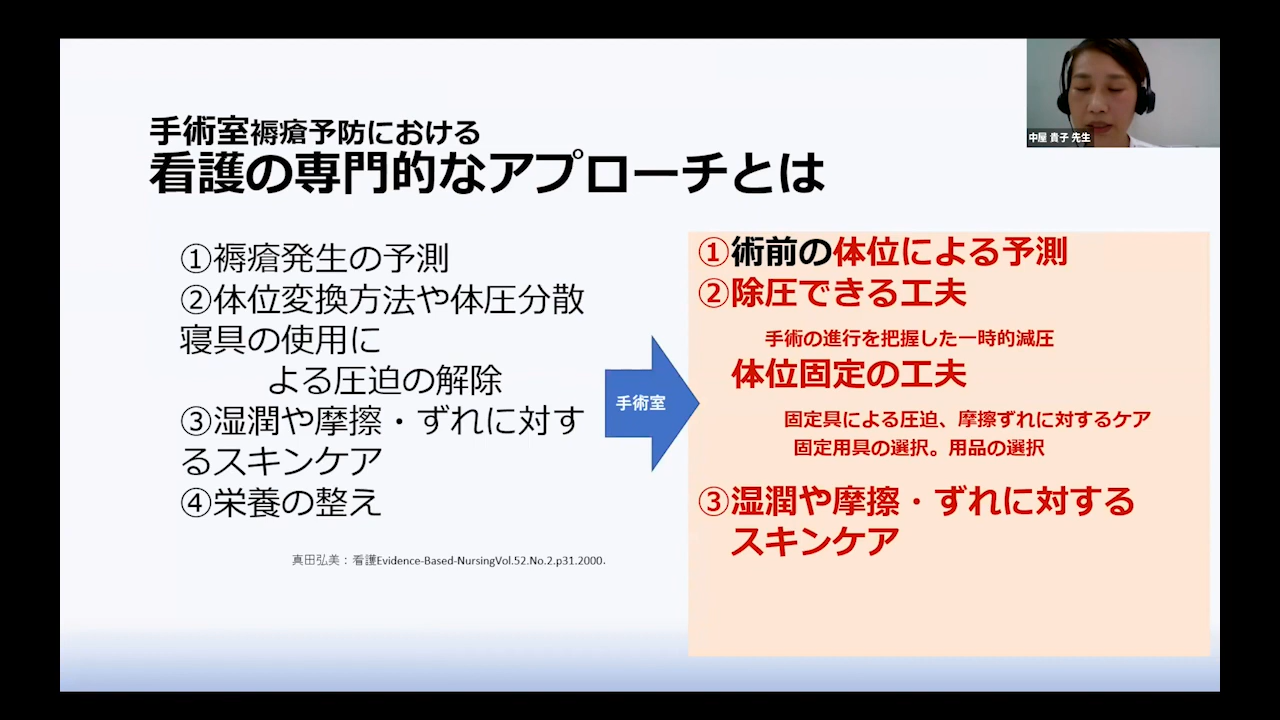 手術室褥瘡予防における
看護の専門的なアプローチとは
中屋 貴子 先生
①褥瘡発生の予測
②体位変換方法や体圧分散
寝具の使用に
よる圧迫の解除
③湿潤や摩擦・ずれに対す
るスキンケア
④栄養の整え
真田弘美：看護Evidence-Based-NursingVol.52.No.2.p31.2000.
手術室
①術前の体位による予測
②除圧できる工夫
手術の進行を把握した一時的減圧
体位固定の工夫
固定具による圧迫、摩擦ずれに対するケア
固定用具の選択。用品の選択
③湿潤や摩擦・ずれに対する
スキンケア